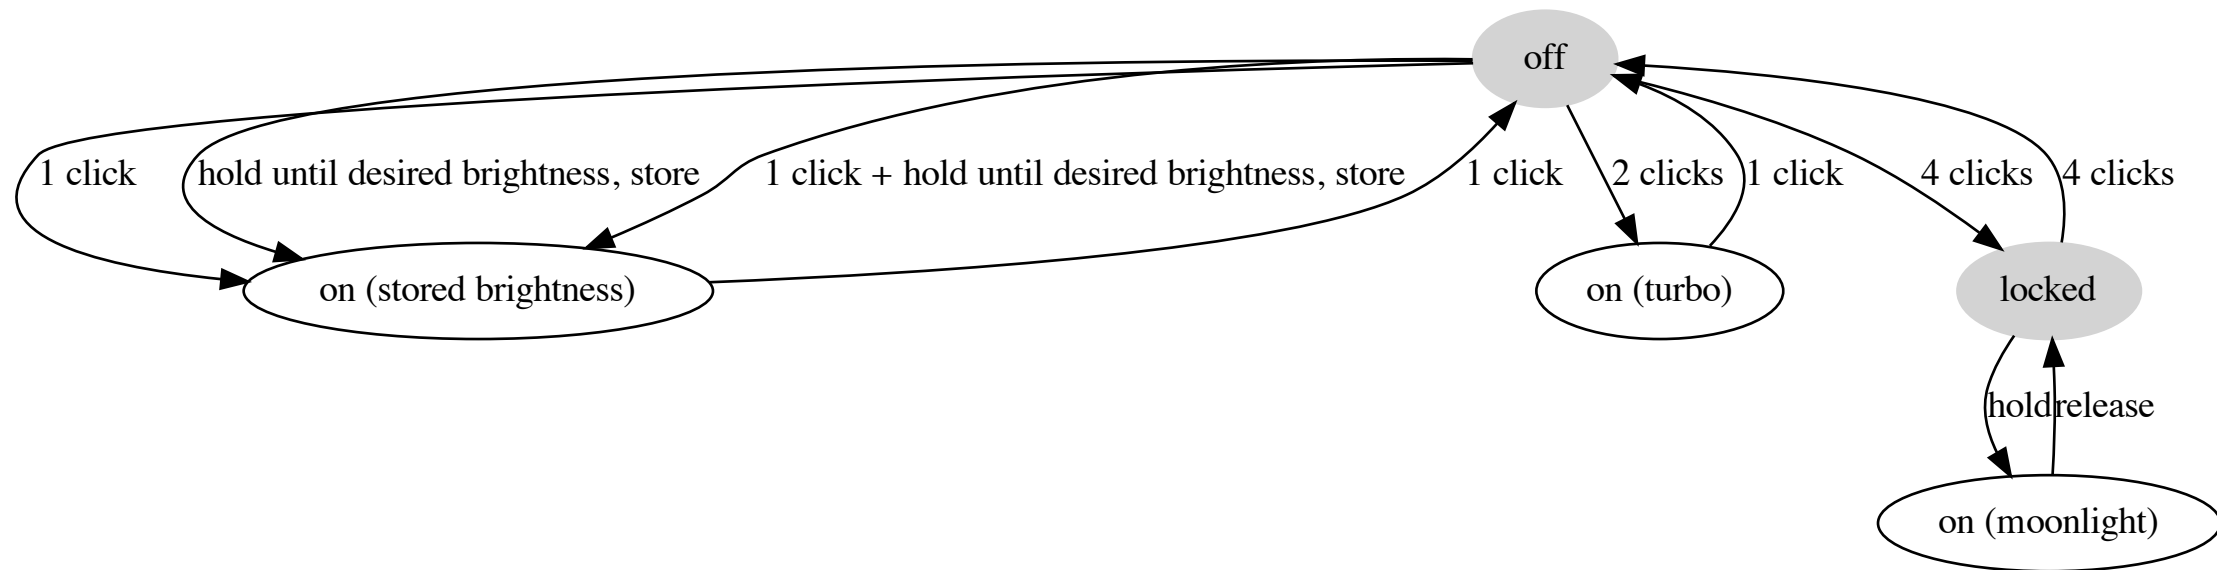 off
1 click
hold until desired brightness, store
1 click + hold until desired brightness, store
1 click
2 clicks
1 click
4 clicks
4 clicks
on (stored brightness)
on (turbo)
locked
hold
release
on (moonlight)